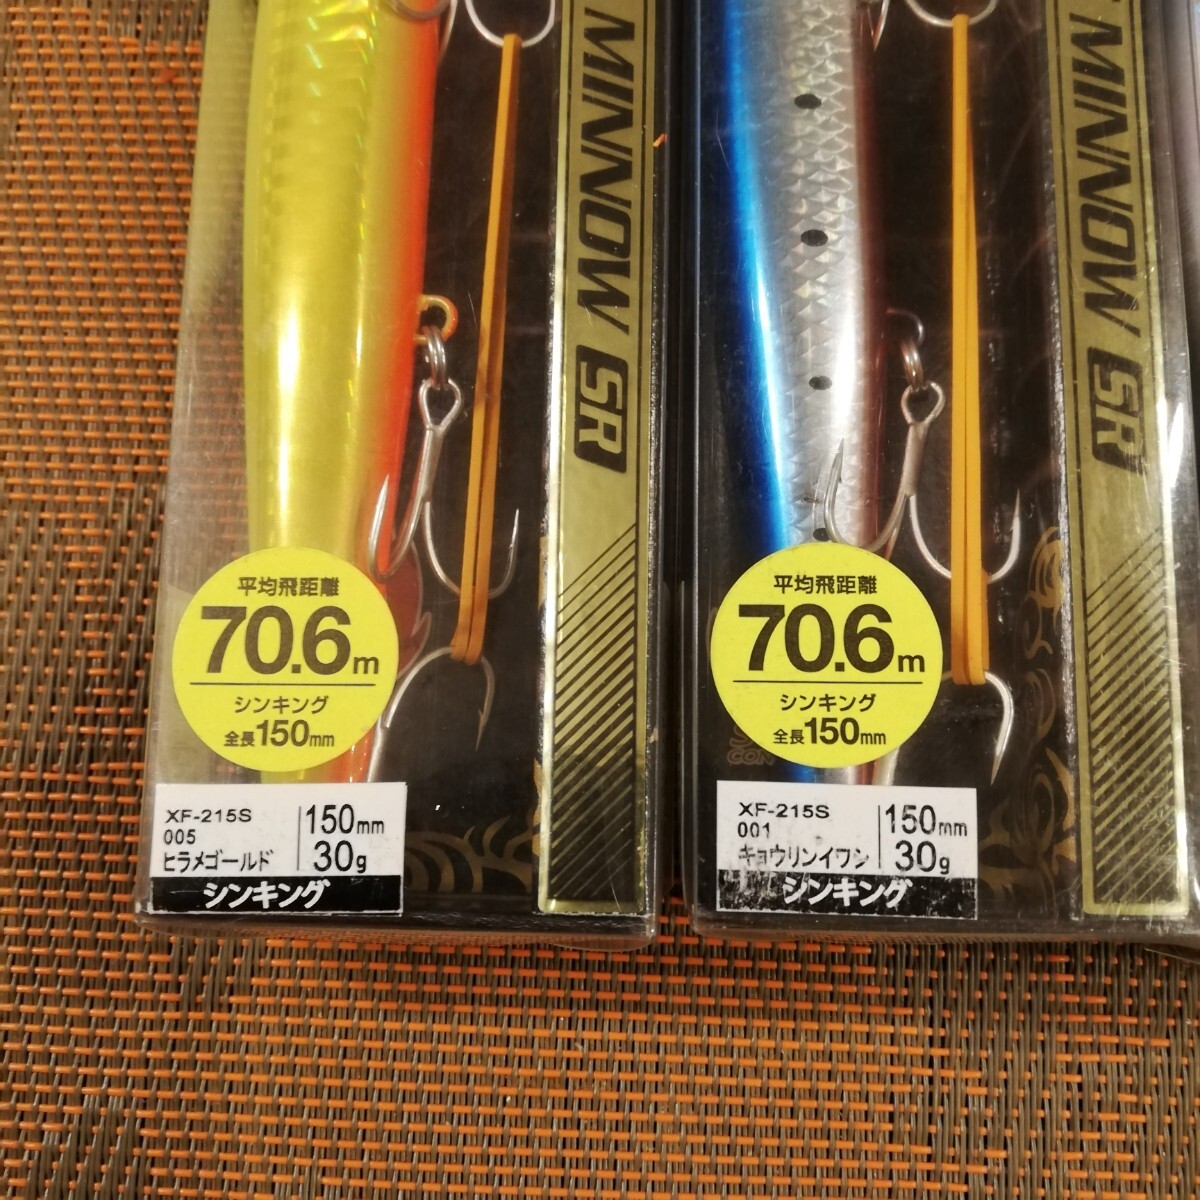 MINNOW SR
平均飛距離
70.6m
シンキング
全長150mm
XF-215S
005
ヒラメゴールド
150mm
30g
シンキング
MINNOW SR
平均飛距離
70.6m
シンキング
全長150mm
XF-215S
001
キョウリンイワシ
150mm
30g
シンキング